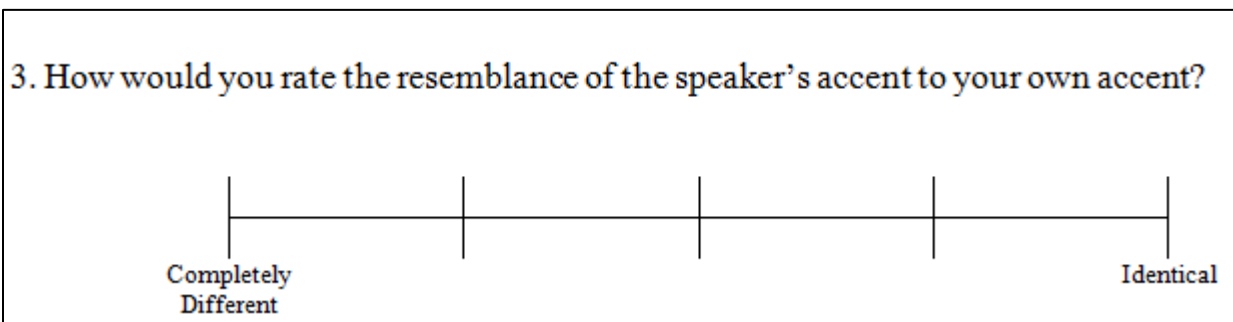 3. How would you rate the resemblance of the speaker’s accent to your own accent?
Completely
Different
Identical